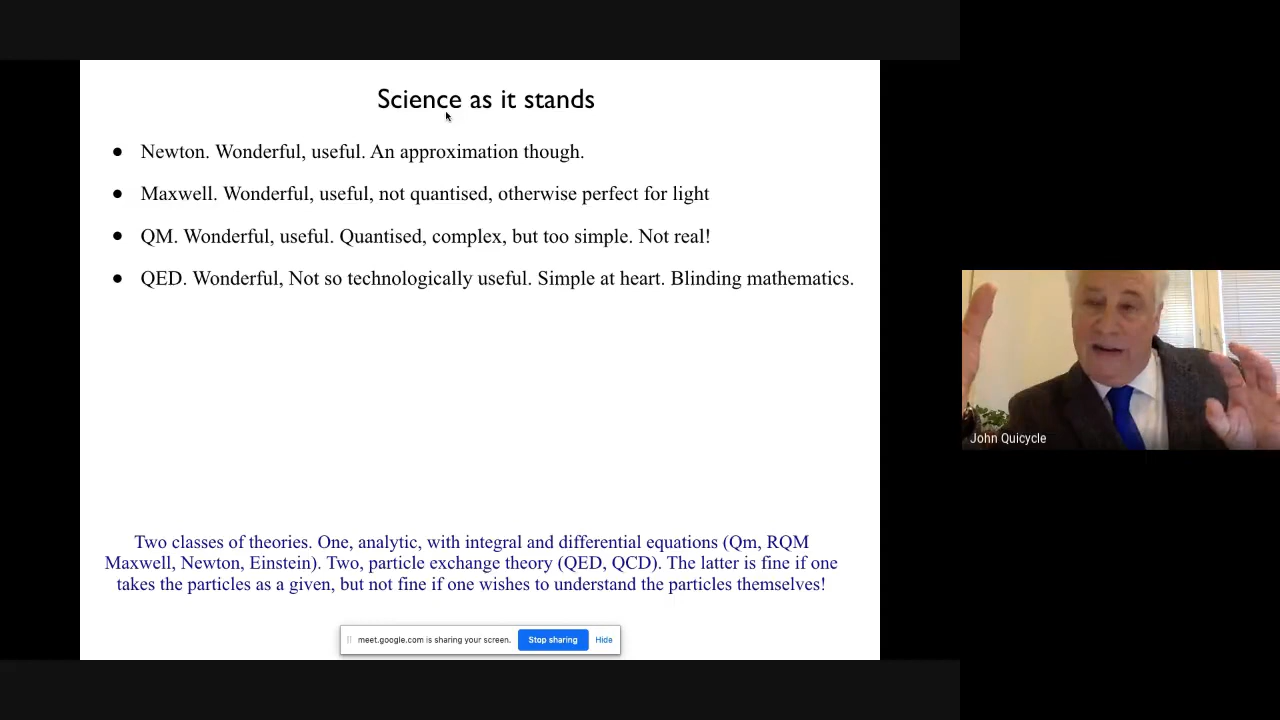 Science as it stands
● Newton. Wonderful, useful. An approximation though.
● Maxwell. Wonderful, useful, not quantised, otherwise perfect for light
● QM. Wonderful, useful. Quantised, complex, but too simple. Not real!
● QED. Wonderful, Not so technologically useful. Simple at heart. Blinding mathematics.
John Quicycle
Two classes of theories. One, analytic, with integral and differential equations (Qm, RQM
Maxwell, Newton, Einstein). Two, particle exchange theory (QED, QCD). The latter is fine if one
takes the particles as a given, but not fine if one wishes to understand the particles themselves!
meet.google.com is sharing your screen. Stop sharing Hide